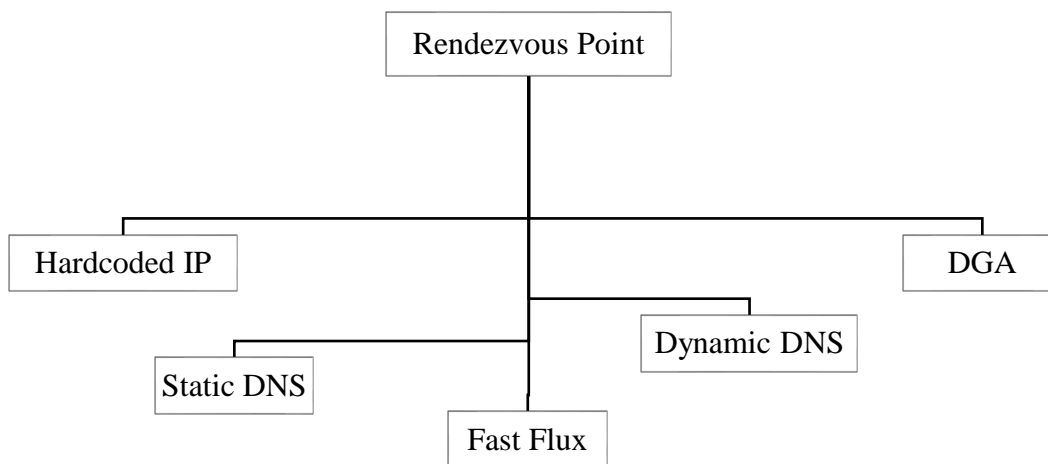 Rendezvous Point
Hardcoded IP
DGA
Dynamic DNS
Static DNS
Fast Flux